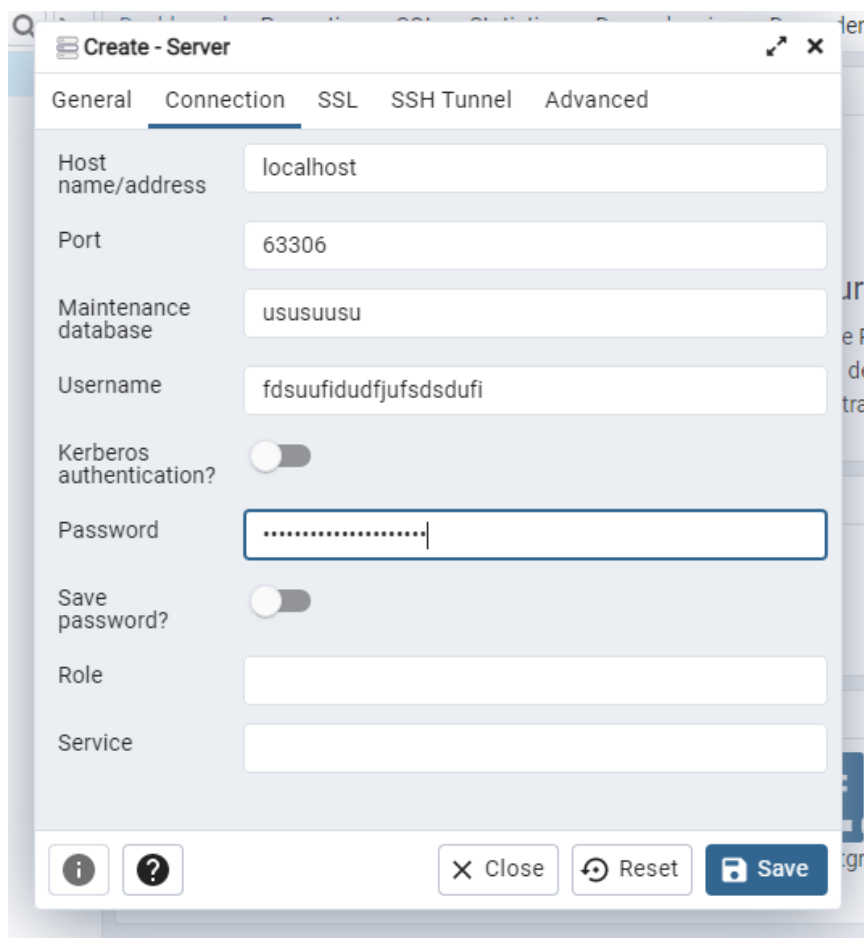 Create - Server
General Connection SSL SSH Tunnel Advanced
Host
name/address
localhost
Port
63306
Maintenance
database
ususuusu
Username
fdsuufidudfjufsdsdufi
Kerberos
authentication?
Password
•••••••••••••••••••••
Save
password?
Role
Service
Close Reset Save